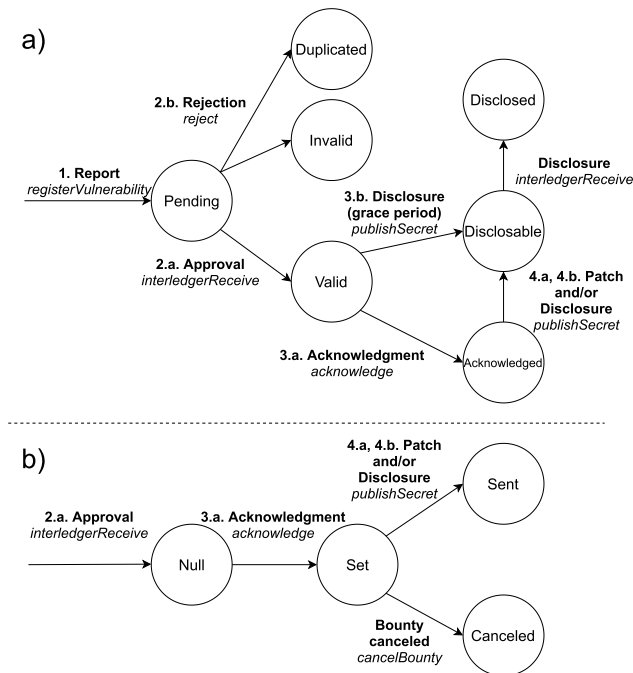 a)
Duplicated
2.b. Rejection
reject
Disclosed
Invalid
1. Report
registerVulnerability
Pending
Disclosure
interledgerReceive
3.b. Disclosure
(grace period)
publishSecret
Disclosable
2.a. Approval
interledgerReceive
Valid
4.a, 4.b. Patch
and/or
Disclosure
publishSecret
3.a. Acknowledgment
acknowledge
Acknowledged
b)
4.a, 4.b. Patch
and/or
Disclosure
publishSecret
Sent
2.a. Approval
interledgerReceive
3.a. Acknowledgment
acknowledge
Null
Set
Bounty
canceled
cancelBounty
Canceled